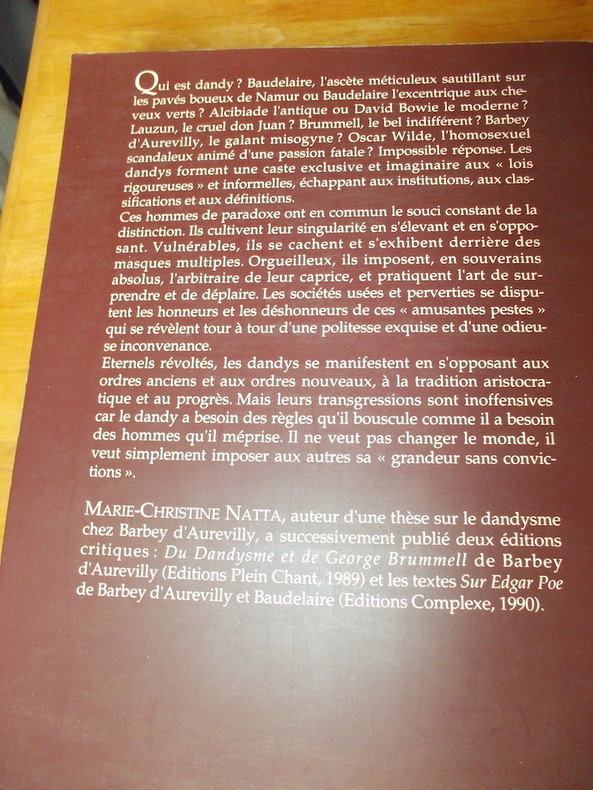 Qui est dandy ? Baudelaire, l'ascète méticuleux sautillant sur
les pavés boueux de Namur ou Baudelaire l'excentrique aux che-
veux verts ? Alcibiade l'antique ou David Bowie le moderne ?
Lauzun, le cruel don Juan ? Brummell, le bel indifférent ? Barbey
d'Aurevilly, le galant misogyne ? Oscar Wilde, l'homosexuel
scandaleux animé d'une passion fatale ? Impossible réponse. Les
dandys forment une caste exclusive et imaginaire aux « lois
rigoureuses » et informelles, échappant aux institutions, aux clas-
sifications et aux définitions.
Ces hommes de paradoxe ont en commun le souci constant de la
distinction. Ils cultivent leur singularité en s'élevant et en s'oppo-
sant. Vulnérables, ils se cachent et s'exhibent derrière des
masques multiples. Orgueilleux, ils imposent, en souverains
absolus, l'arbitraire de leur caprice, et pratiquent l'art de sur-
prendre et de déplaire. Les sociétés usées et perverties se dispu-
tent les honneurs et les déshonneurs de ces « amusantes pestes »
qui se révèlent tour à tour d'une politesse exquise et d'une odieu-
se inconvenance.
Eternels révoltés, les dandys se manifestent en s'opposant aux
ordres anciens et aux ordres nouveaux, à la tradition aristocra-
tique et au progrès. Mais leurs transgressions sont inoffensives
car le dandy a besoin des règles qu'il bouscule comme il a besoin
des hommes qu'il méprise. Il ne veut pas changer le monde, il
veut simplement imposer aux autres sa « grandeur sans convic-
tions ».
MARIE-CHRISTINE NATTA, auteur d'une thèse sur le dandysme
chez Barbey d'Aurevilly, a successivement publié deux éditions
critiques : Du Dandysme et de George Brummell de Barbey
d'Aurevilly (Editions Plein Chant, 1989) et les textes Sur Edgar Poe
de Barbey d'Aurevilly et Baudelaire (Editions Complexe, 1990).